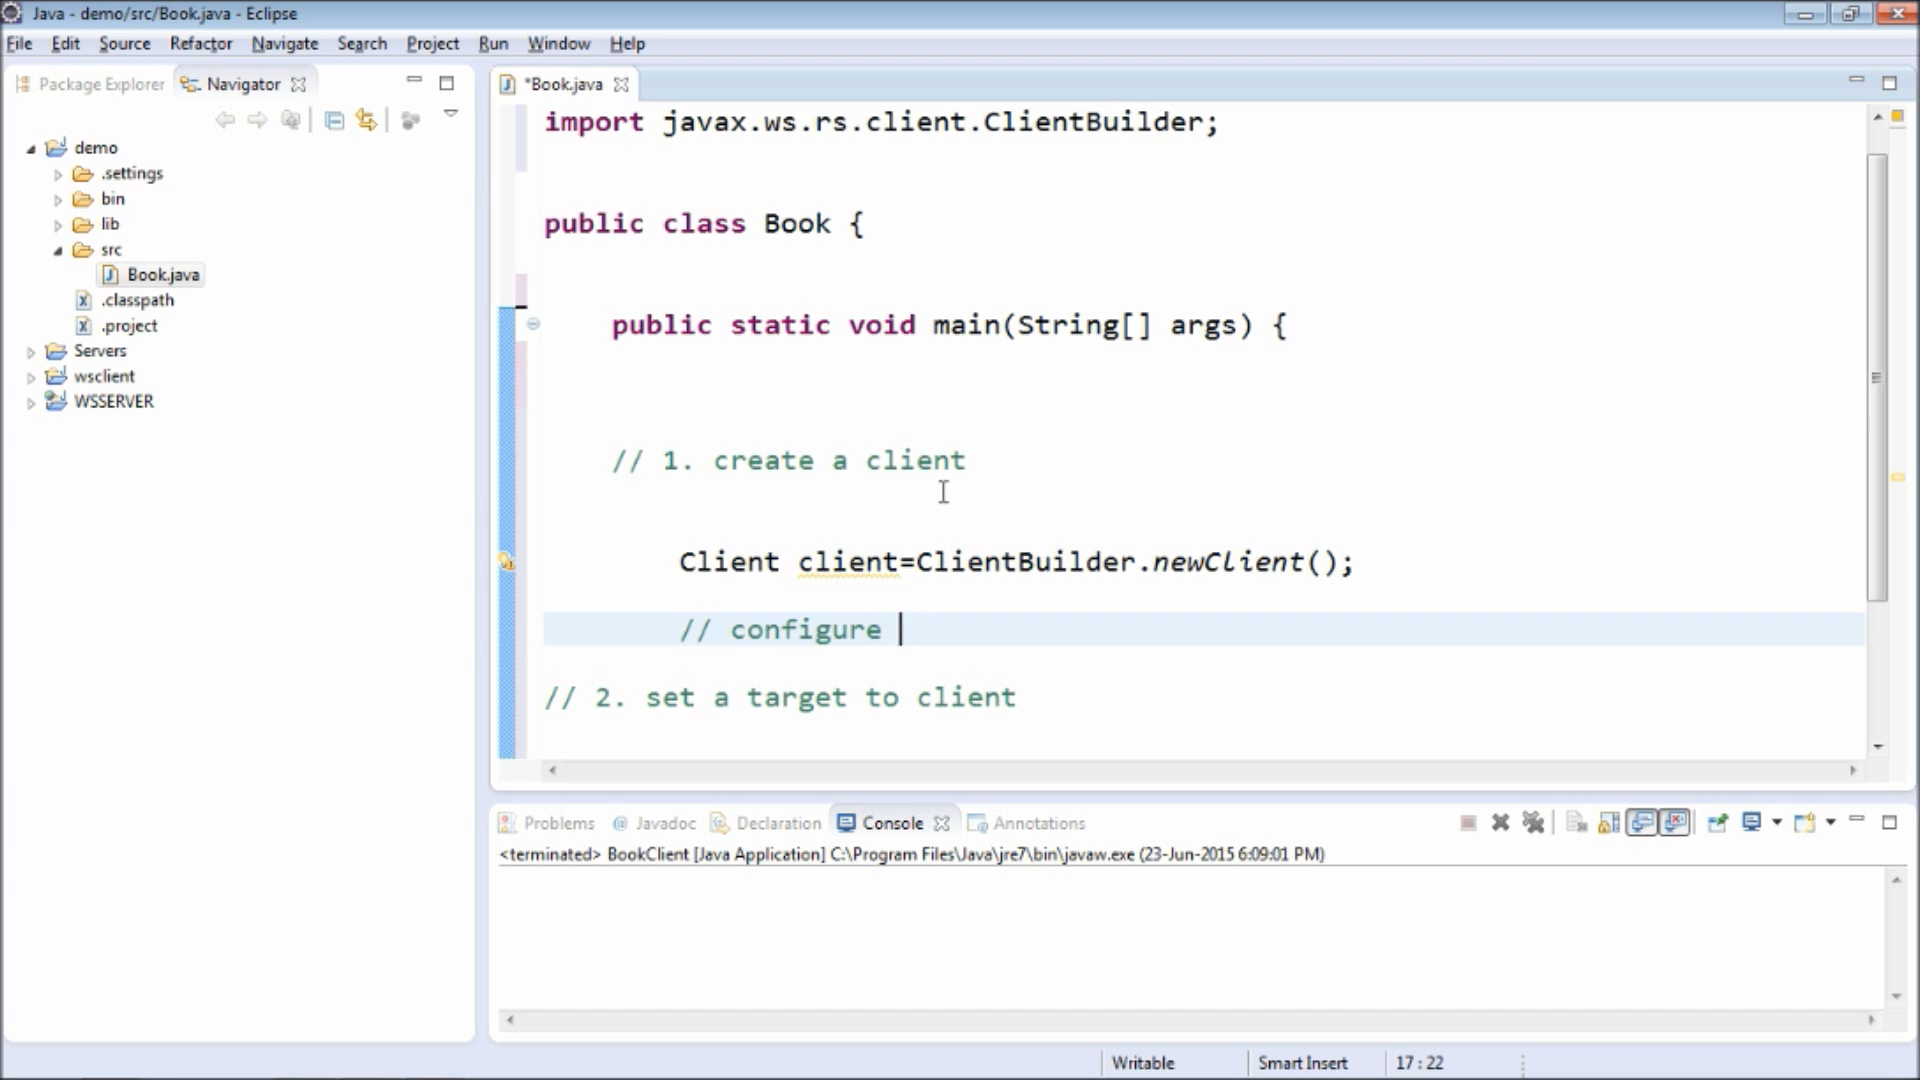 Java - demo/src/Book.java - Eclipse
File Edit Source Refactor Navigate Search Project Run Window Help
Package Explorer Navigator
demo
.settings
bin
lib
src
Book.java
.classpath
.project
Servers
wsclient
WSSERVER
*Book.java
import javax.ws.rs.client.ClientBuilder;
public class Book {
public static void main(String[] args) {
// 1. create a client
Client client=ClientBuilder.newClient();
// configure
// 2. set a target to client
Problems @ Javadoc Declaration Console Annotations
<terminated> BookClient [Java Application] C:\Program Files\Java\jre7\bin\javaw.exe (23-Jun-2015 6:09:01 PM)
Writable Smart Insert 17 : 22